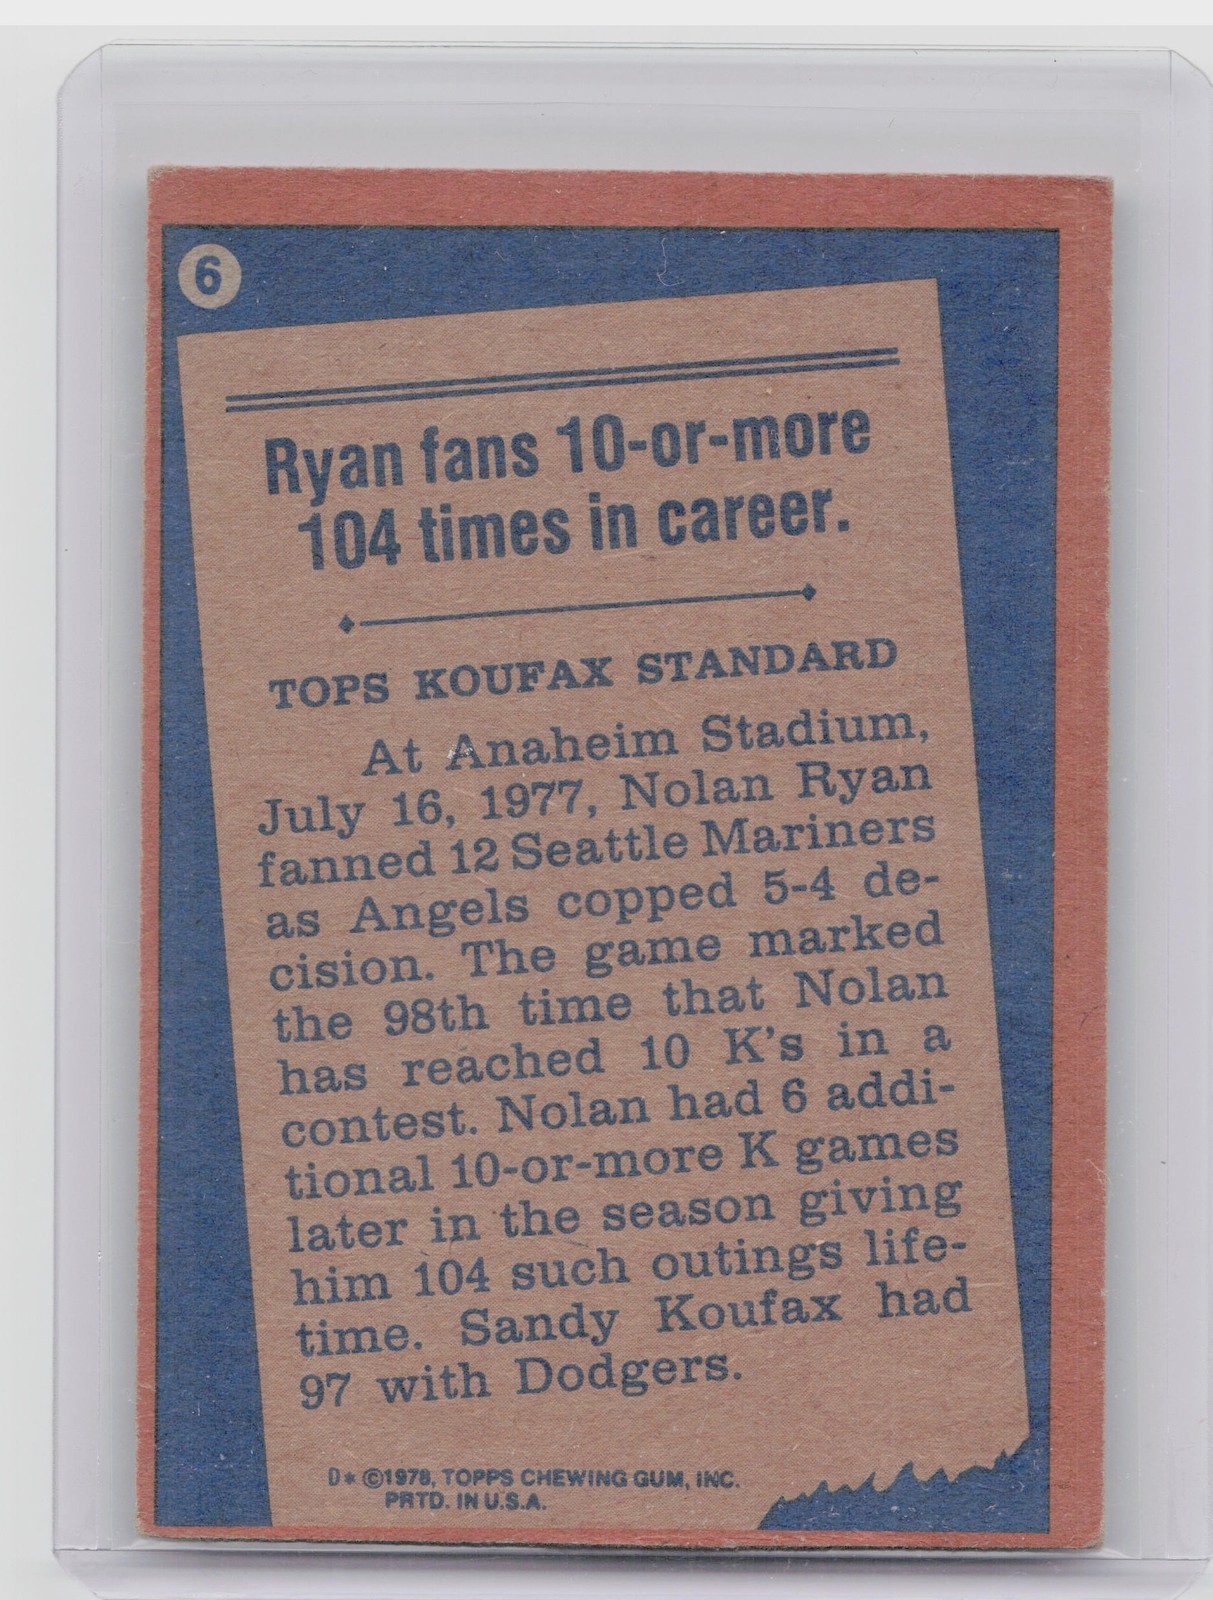 6
Ryan fans 10-or-more
104 times in career.
TOPS KOUFAX STANDARD
At Anaheim Stadium,
July 16, 1977, Nolan Ryan
fanned 12 Seattle Mariners
as Angels copped 5-4 de-
cision. The game marked
the 98th time that Nolan
has reached 10 K's in a
contest. Nolan had 6 addi-
tional 10-or-more K games
later in the season giving
him 104 such outings life-
time. Sandy Koufax had
97 with Dodgers.
D* ©1978, TOPPS CHEWING GUM, INC.
PRTD. IN U.S.A.